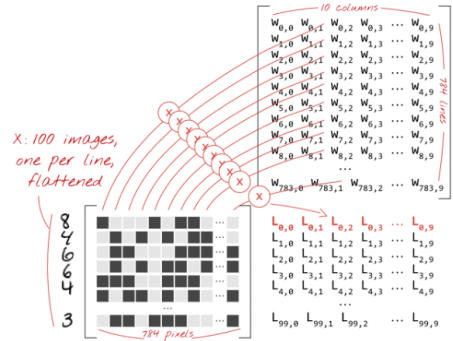 10 columns
W0,0 W0,1 W0,2 W0,3 ... W0,9
W1,0 W1,1 W1,2 W1,3 ... W1,9
W2,0 W2,1 W2,2 W2,3 ... W2,9
W3,0 W3,1 W3,2 W3,3 ... W3,9
W4,0 W4,1 W4,2 W4,3 ... W4,9
W5,0 W5,1 W5,2 W5,3 ... W5,9
W6,0 W6,1 W6,2 W6,3 ... W6,9
W7,0 W7,1 W7,2 W7,3 ... W7,9
W8,0 W8,1 W8,2 W8,3 ... W8,9
...
W783,0 W783,1 W783,2 ... W783,9
784 lines
x
x
x
x
x
x
x
x
x
x
X: 100 images,
one per line,
flattened
8
4
6
6
4
3
...
...
...
...
...
...
...
784 pixels
L0,0 L0,1 L0,2 L0,3 ... L0,9
L1,0 L1,1 L1,2 L1,3 ... L1,9
L2,0 L2,1 L2,2 L2,3 ... L2,9
L3,0 L3,1 L3,2 L3,3 ... L3,9
L4,0 L4,1 L4,2 L4,3 ... L4,9
...
L99,0 L99,1 L99,2 ... L99,9